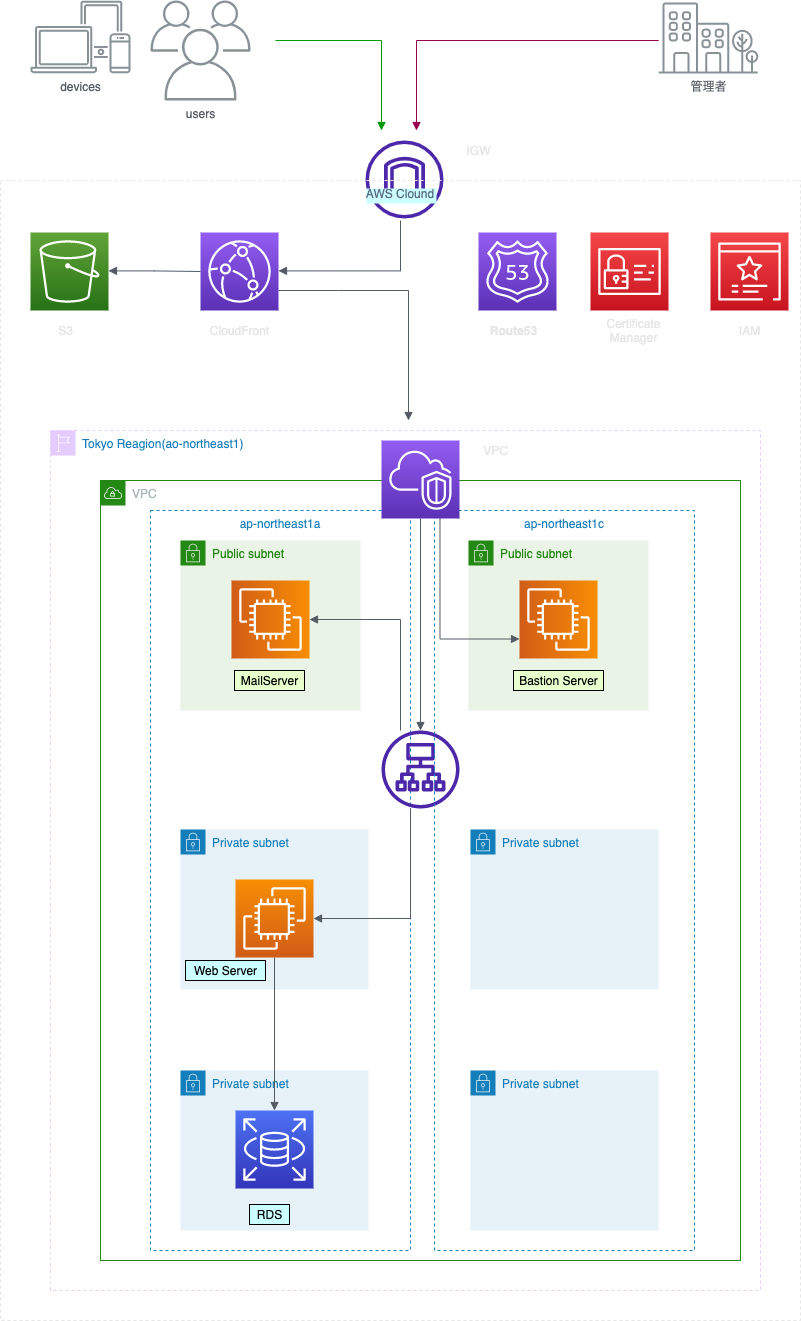 devices
users
管理者
IGW
AWS Clound
53
S3
CloudFront
Route53
Certificate
Manager
IAM
Tokyo Reagion(ao-northeast1)
VPC
VPC
ap-northeast1a
ap-northeast1c
Public subnet
Public subnet
MailServer
Bastion Server
Private subnet
Private subnet
Web Server
Private subnet
Private subnet
RDS